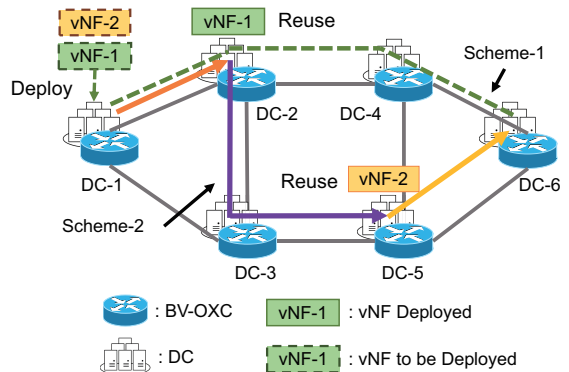 vNF-2
vNF-1
Deploy
vNF-1
Reuse
Scheme-1
DC-1
DC-2
DC-4
DC-6
Reuse
vNF-2
Scheme-2
DC-3
DC-5
: BV-OXC
vNF-1
: vNF Deployed
: DC
vNF-1
: vNF to be Deployed